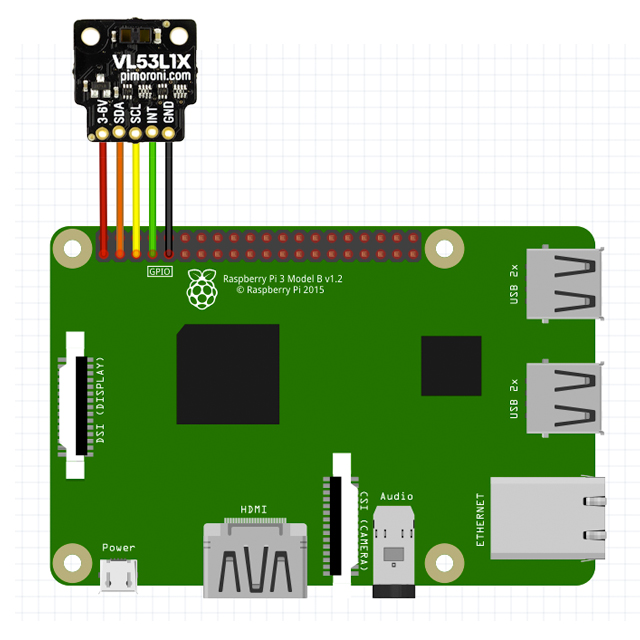 VL53L1X
pimoroni.com
3-6V
SDA
SCL
INT
GND
GPIO
Raspberry Pi 3 Model B v1.2
© Raspberry Pi 2015
USB 2x
DSI (DISPLAY)
USB 2x
HDMI
CSI (CAMERA)
Audio
ETHERNET
Power